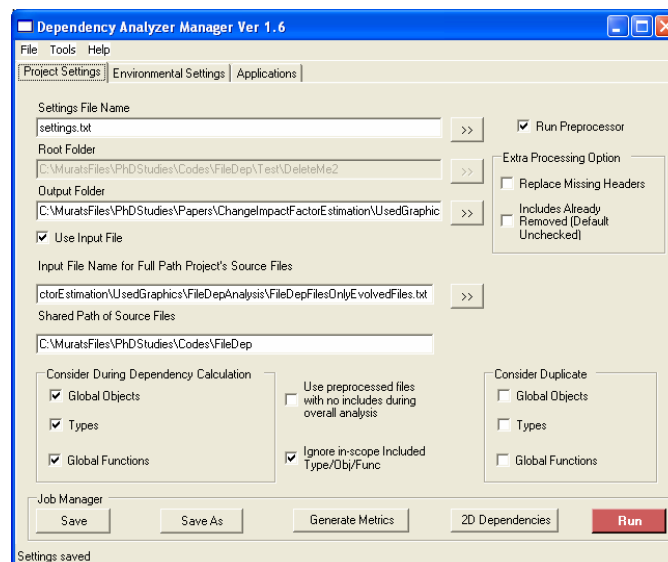 Dependency Analyzer Manager Ver 1.6
File Tools Help
Project Settings Environmental Settings Applications
Settings File Name
settings.txt
>>
Run Preprocessor
Root Folder
C:\MuratsFiles\PhDStudies\Codes\FileDep\Test\DeleteMe2
>>
Extra Processing Option
Replace Missing Headers
Includes Already
Removed (Default
Unchecked)
Output Folder
C:\MuratsFiles\PhDStudies\Papers\ChangeImpactFactorEstimation\UsedGraphic
>>
Use Input File
Input File Name for Full Path Project's Source Files
ctorEstimation\UsedGraphics\FileDepAnalysis\FileDepFilesOnlyEvolvedFiles.txt
>>
Shared Path of Source Files
C:\MuratsFiles\PhDStudies\Codes\FileDep
Consider During Dependency Calculation
Global Objects
Types
Global Functions
Use preprocessed files
with no includes during
overall analysis
Ignore in-scope Included
Type/Obj/Func
Consider Duplicate
Global Objects
Types
Global Functions
Job Manager
Save Save As Generate Metrics 2D Dependencies Run
Settings saved